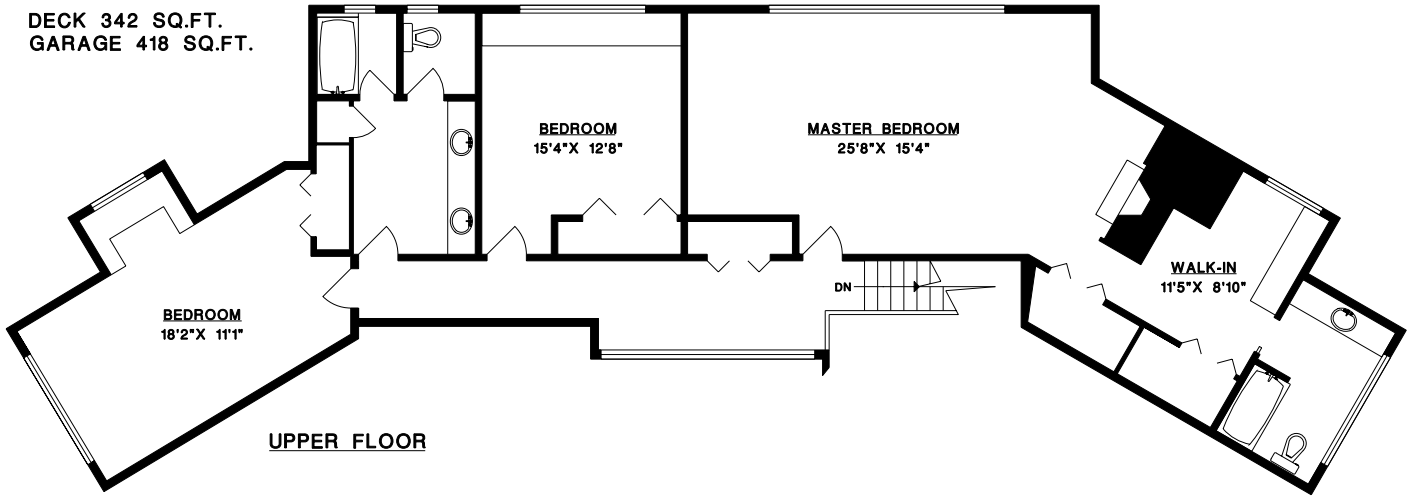 DECK 342 SQ.FT.
GARAGE 418 SQ.FT.
BEDROOM
15'4"X 12'8"
MASTER BEDROOM
25'8"X 15'4"
WALK-IN
11'5"X 8'10"
DN
BEDROOM
18'2"X 11'1"
UPPER FLOOR